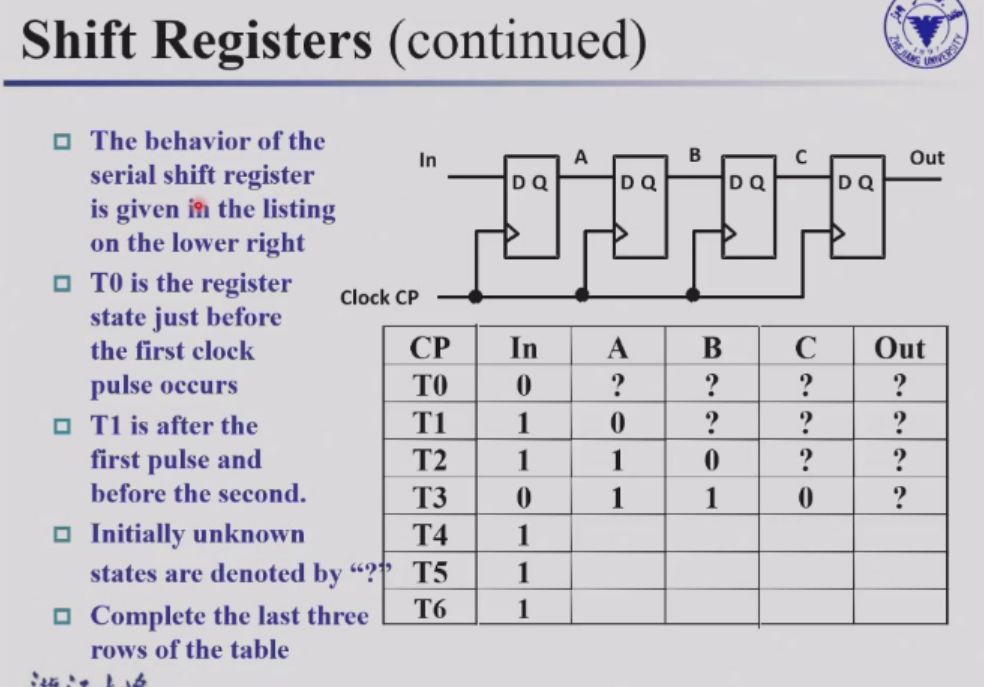 Shift Registers (continued)
The behavior of the
serial shift register
is given in the listing
on the lower right
T0 is the register
state just before
the first clock
pulse occurs
T1 is after the
first pulse and
before the second.
Initially unknown
states are denoted by “?”
Complete the last three
rows of the table
In A B C Out
D Q D Q D Q D Q
Clock CP
CP In A B C Out
T0 0 ? ? ? ?
T1 1 0 ? ? ?
T2 1 1 0 ? ?
T3 0 1 1 0 ?
T4 1
T5 1
T6 1
ZHEJIANG UNIVERSITY